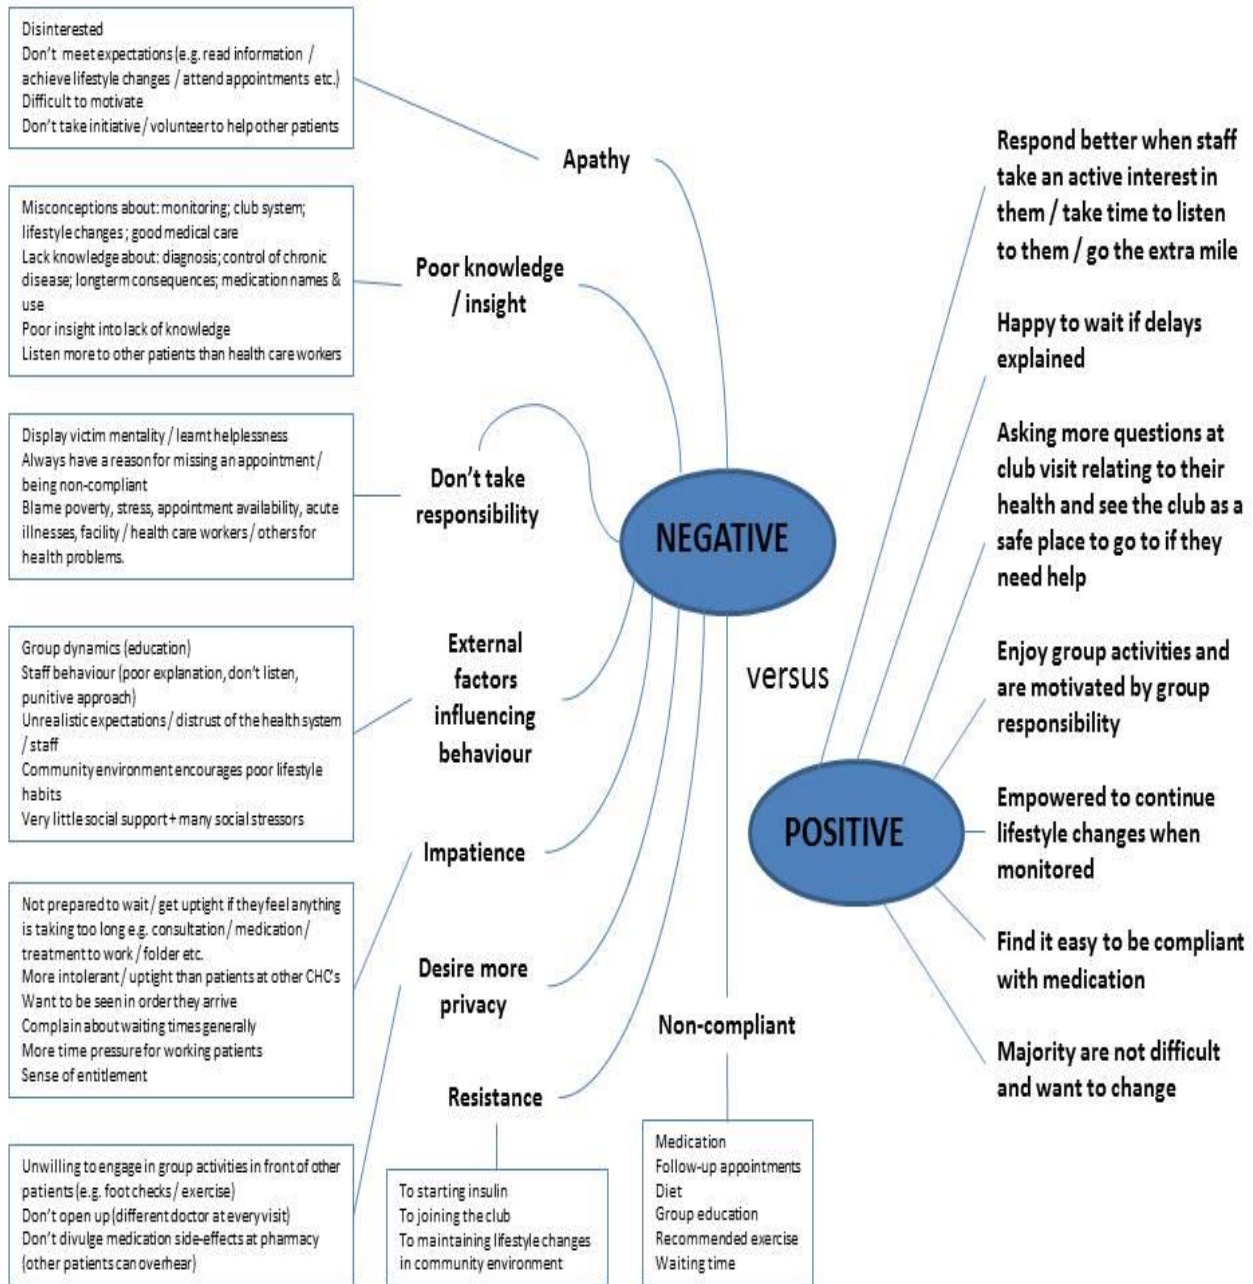 Disinterested
Don't meet expectations (e.g. read information /
achieve lifestyle changes / attend appointments etc.)
Difficult to motivate
Don't take initiative / volunteer to help other patients
Apathy
Misconceptions about: monitoring; club system;
lifestyle changes; good medical care
Lack knowledge about: diagnosis; control of chronic
disease; longterm consequences; medication names &
use
Poor insight into lack of knowledge
Listen more to other patients than health care workers
Poor knowledge
/ insight
Display victim mentality / learnt helplessness
Always have a reason for missing an appointment /
being non-compliant
Blame poverty, stress, appointment availability, acute
illnesses, facility / health care workers / others for
health problems.
Don't take
responsibility
Group dynamics (education)
Staff behaviour (poor explanation, don't listen,
punitive approach)
Unrealistic expectations / distrust of the health system
/ staff
Community environment encourages poor lifestyle
habits
Very little social support + many social stressors
External
factors
influencing
behaviour
Not prepared to wait / get uptight if they feel anything
is taking too long e.g. consultation / medication /
treatment to work / folder etc.
More intolerant / uptight than patients at other CHC's
Want to be seen in order they arrive
Complain about waiting times generally
More time pressure for working patients
Sense of entitlement
Impatience
Unwilling to engage in group activities in front of other
patients (e.g. foot checks / exercise)
Don't open up (different doctor at every visit)
Don't divulge medication side-effects at pharmacy
(other patients can overhear)
Desire more
privacy
Resistance
To starting insulin
To joining the club
To maintaining lifestyle changes
in community environment
Non-compliant
Medication
Follow-up appointments
Diet
Group education
Recommended exercise
Waiting time
NEGATIVE
versus
POSITIVE
Respond better when staff
take an active interest in
them / take time to listen
to them / go the extra mile
Happy to wait if delays
explained
Asking more questions at
club visit relating to their
health and see the club as a
safe place to go to if they
need help
Enjoy group activities and
are motivated by group
responsibility
Empowered to continue
lifestyle changes when
monitored
Find it easy to be compliant
with medication
Majority are not difficult
and want to change